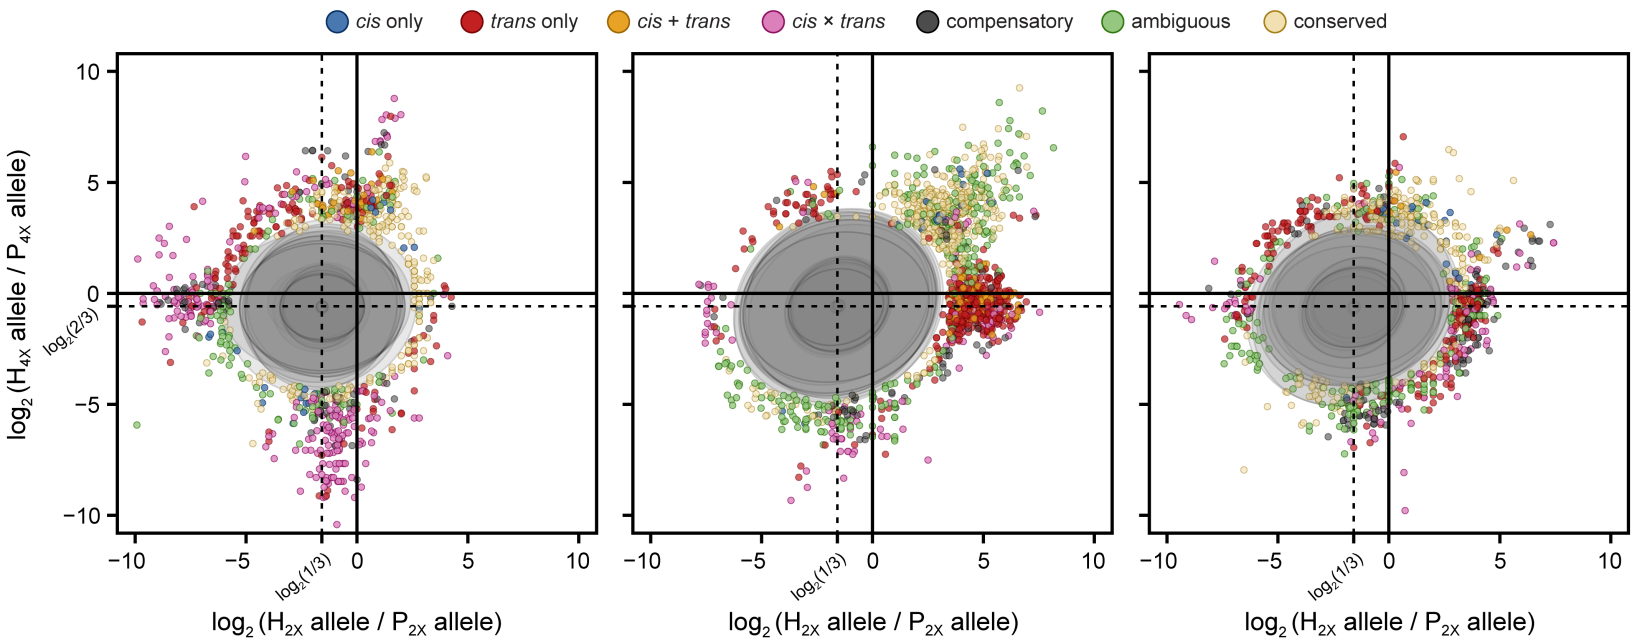 cis only trans only cis + trans cis × trans compensatory ambiguous conserved
log2 (H4X allele / P4X allele)
10
5
0
log2(2/3)
−5
−10
−10 −5 log2(1/3) 0 5 10
−10 −5 log2(1/3) 0 5 10
−10 −5 log2(1/3) 0 5 10
log2 (H2X allele / P2X allele)
log2 (H2X allele / P2X allele)
log2 (H2X allele / P2X allele)